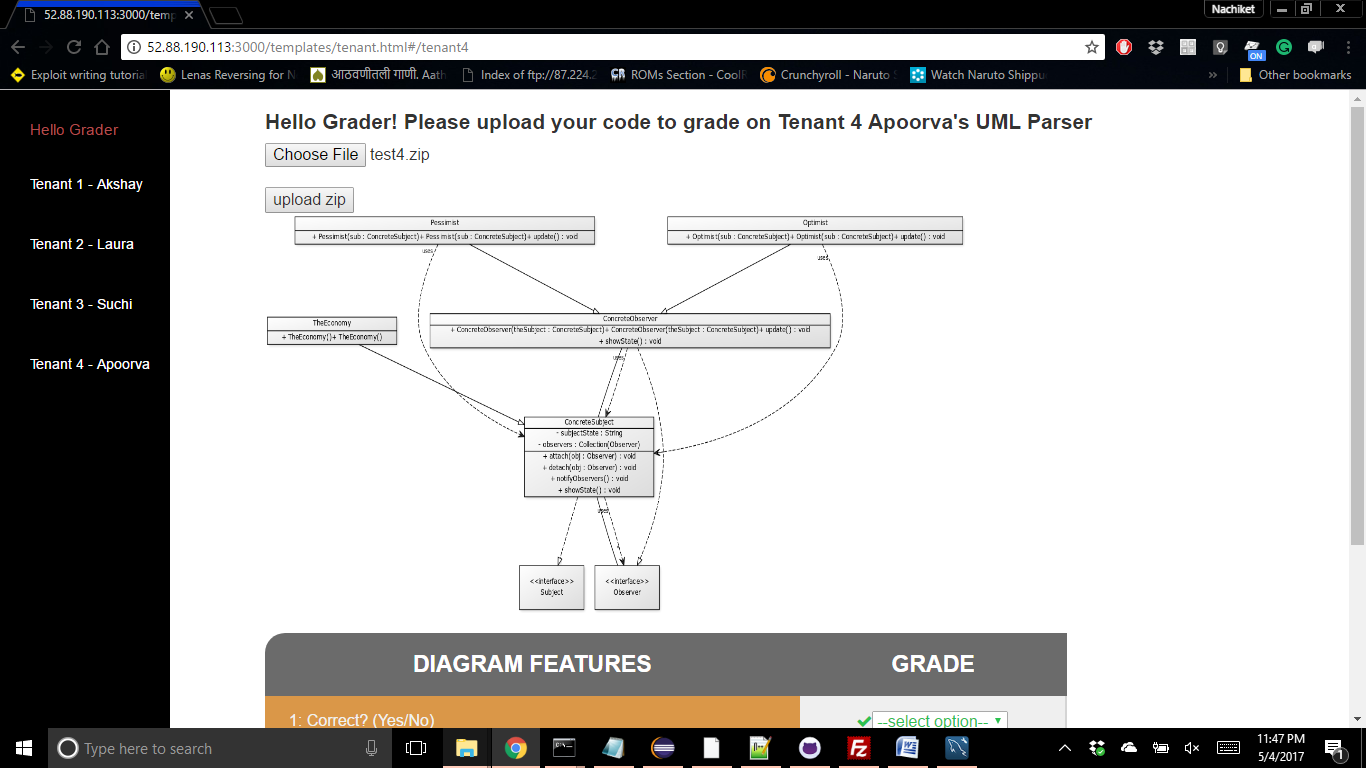 52.88.190.113:3000/temp
Nachiket
52.88.190.113:3000/templates/tenant.html#/tenant4
ON
Exploit writing tutoria
Lenas Reversing for N
आठवणीतली गाणी. Aath
Index of ftp://87.224.2
ROMs Section - CoolR
Crunchyroll - Naruto S
Watch Naruto Shippu
»
Other bookmarks
Hello Grader
Tenant 1 - Akshay
Tenant 2 - Laura
Tenant 3 - Suchi
Tenant 4 - Apoorva
Hello Grader! Please upload your code to grade on Tenant 4 Apoorva's UML Parser
Choose File test4.zip
upload zip
Pessimist
+ Pessimist(sub : ConcreteSubject)+ Pessimist(sub : ConcreteSubject)+ update() : void
Optimist
+ Optimist(sub : ConcreteSubject)+ Optimist(sub : ConcreteSubject)+ update() : void
uses
uses
TheEconomy
+ TheEconomy()+ TheEconomy()
ConcreteObserver
+ ConcreteObserver(theSubject : ConcreteSubject)+ ConcreteObserver(theSubject : ConcreteSubject)+ update() : void
+ showState() : void
uses
ConcreteSubject
- subjectState : String
- observers : Collection(Observer)
+ attach(obj : Observer) : void
+ detach(obj : Observer) : void
+ notifyObservers() : void
+ showState() : void
uses
<<interface>>
Subject
<<interface>>
Observer
DIAGRAM FEATURES
GRADE
1: Correct? (Yes/No)
--select option--
Type here to search
11:47 PM
5/4/2017
1